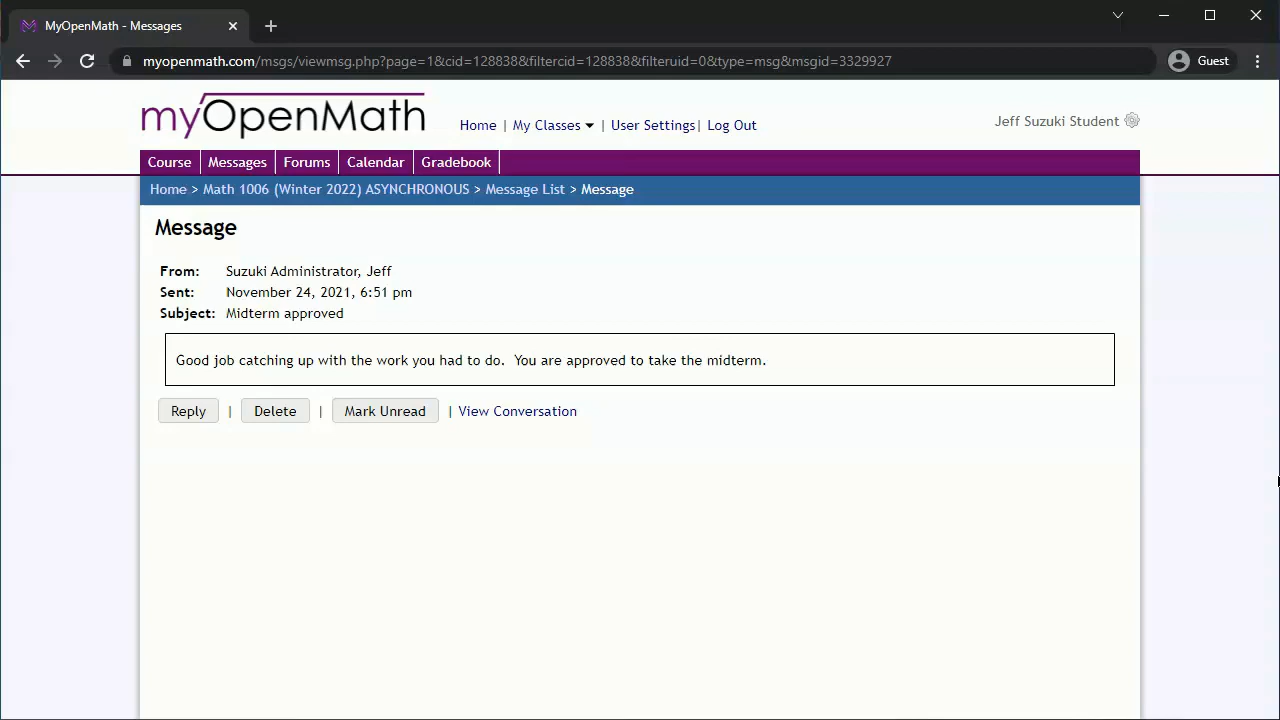 MyOpenMath - Messages
myopenmath.com/msgs/viewmsg.php?page=1&cid=128838&filtercid=128838&filteruid=0&type=msg&msgid=3329927
Guest
myOpenMath
Home | My Classes | User Settings | Log Out
Jeff Suzuki Student
Course Messages Forums Calendar Gradebook
Home > Math 1006 (Winter 2022) ASYNCHRONOUS > Message List > Message
Message
From: Suzuki Administrator, Jeff
Sent: November 24, 2021, 6:51 pm
Subject: Midterm approved
Good job catching up with the work you had to do. You are approved to take the midterm.
Reply | Delete | Mark Unread | View Conversation